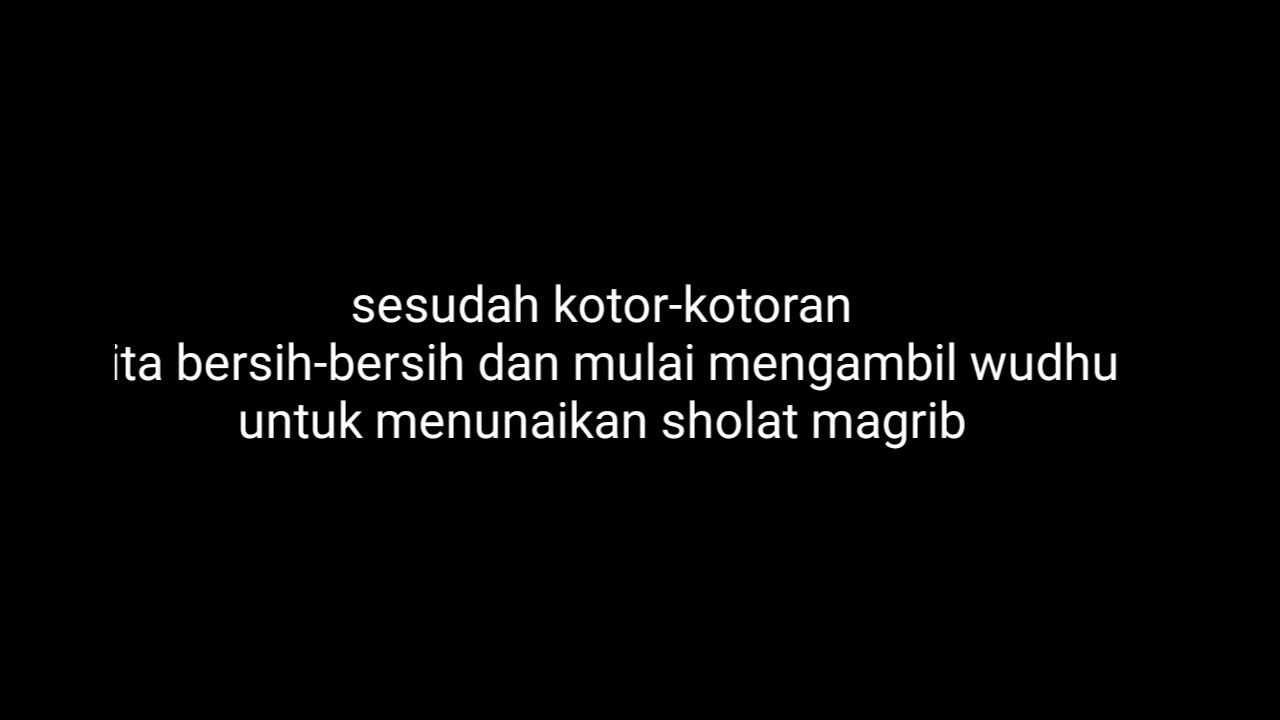 sesudah kotor-kotoran
ita bersih-bersih dan mulai mengambil wudhu
untuk menunaikan sholat magrib